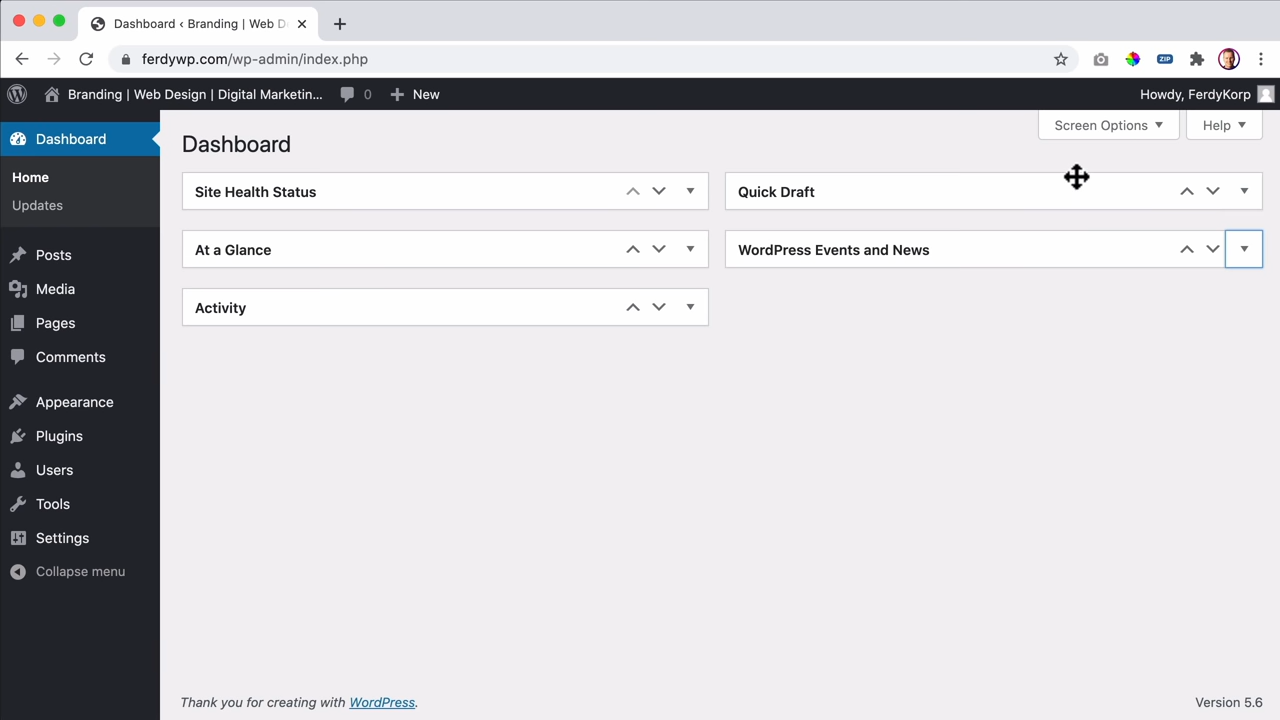 Dashboard ‹ Branding | Web D
ferdywp.com/wp-admin/index.php
ZIP
Branding | Web Design | Digital Marketin... 0 New
Howdy, FerdyKorp
Dashboard
Home
Updates
Posts
Media
Pages
Comments
Appearance
Plugins
Users
Tools
Settings
Collapse menu
Screen Options
Help
Dashboard
Site Health Status
Quick Draft
At a Glance
WordPress Events and News
Activity
Thank you for creating with WordPress.
Version 5.6